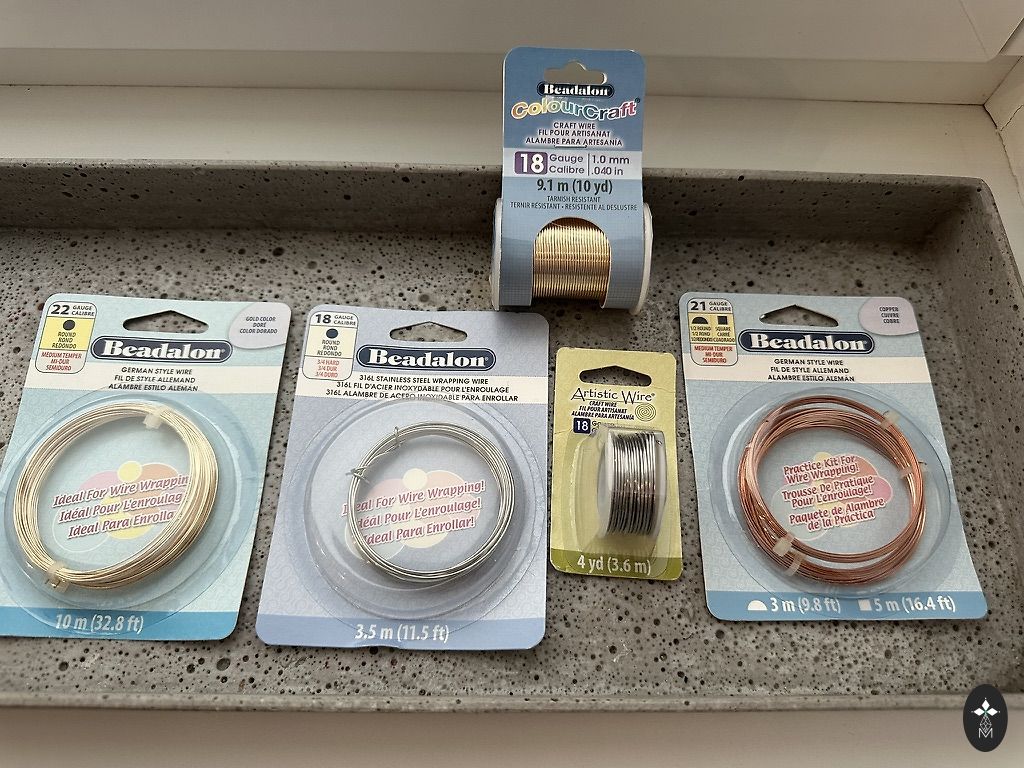 Beadalon
ColourCraft®
CRAFT WIRE
FIL POUR ARTISANAT
ALAMBRE PARA ARTESANÍA
18 Gauge Calibre 1.0 mm .040 in
9.1 m (10 yd)
TARNISH RESISTANT
TERNIR RÉSISTANT • RESISTENTE AL DESLUSTRE
22 GAUGE CALIBRE
ROUND
ROND
REDONDO
MEDIUM TEMPER
MI-DUR
SEMIDURO
GOLD COLOR
DORÉ
COLOR DORADO
Beadalon
GERMAN STYLE WIRE
FIL DE STYLE ALLEMAND
ALAMBRE ESTILO ALEMÁN
Ideal For Wire Wrappin
Idéal Pour L'enroulag
Ideal Para Enrolla
10 m (32.8 ft)
18 GAUGE CALIBRE
ROUND
ROND
REDONDO
3/4 HARD
3/4 DUR
3/4 DURO
Beadalon
316L STAINLESS STEEL WRAPPING WIRE
316L FIL D'ACIER INOXYDABLE POUR L'ENROULAGE
316L ALAMBRE DE ACERO INOXIDABLE PARA ENROLLAR
Ideal For Wire Wrapping!
déal Pour L'enroulage!
deal Para Enrollar!
3.5 m (11.5 ft)
Artistic Wire
CRAFT WIRE
FIL POUR ARTISANAT
ALAMBRE PARA ARTESANÍA
18
4 yd (3.6 m)
21 GAUGE CALIBRE
1/2 ROUND
1/2 ROND
1/2 REDONDO
SQUARE
CARRÉ
CUADRADO
MEDIUM TEMPER
MI-DUR
SEMIDURO
COPPER
CUIVRE
COBRE
Beadalon
GERMAN STYLE WIRE
FIL DE STYLE ALLEMAND
ALAMBRE ESTILO ALEMÁN
Practice Kit For
Wire Wrapping!
Trousse De Pratique
Pour L'enroulage!
Paquete de Alambre
de la Práctica
3 m (9.8 ft) 5 m (16.4 ft)
M